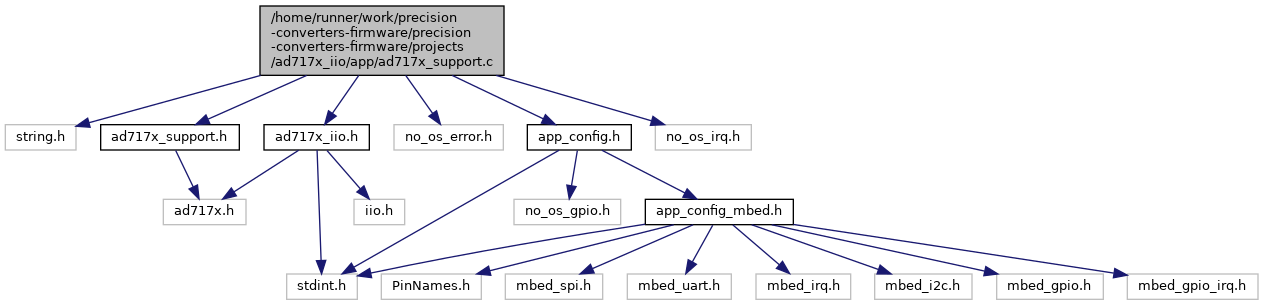 /home/runner/work/precision
-converters-firmware/precision
-converters-firmware/projects
/ad717x_iio/app/ad717x_support.c
string.h
ad717x_support.h
ad717x_iio.h
no_os_error.h
app_config.h
no_os_irq.h
ad717x.h
iio.h
no_os_gpio.h
app_config_mbed.h
stdint.h
PinNames.h
mbed_spi.h
mbed_uart.h
mbed_irq.h
mbed_i2c.h
mbed_gpio.h
mbed_gpio_irq.h